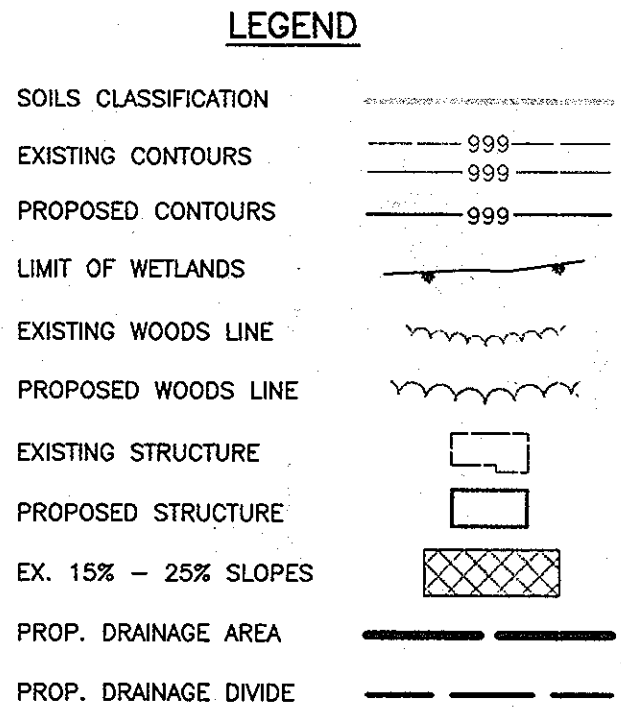 LEGEND
SOILS CLASSIFICATION
EXISTING CONTOURS 999
999
PROPOSED CONTOURS 999
LIMIT OF WETLANDS
EXISTING WOODS LINE
PROPOSED WOODS LINE
EXISTING STRUCTURE
PROPOSED STRUCTURE
EX. 15% – 25% SLOPES
PROP. DRAINAGE AREA
PROP. DRAINAGE DIVIDE